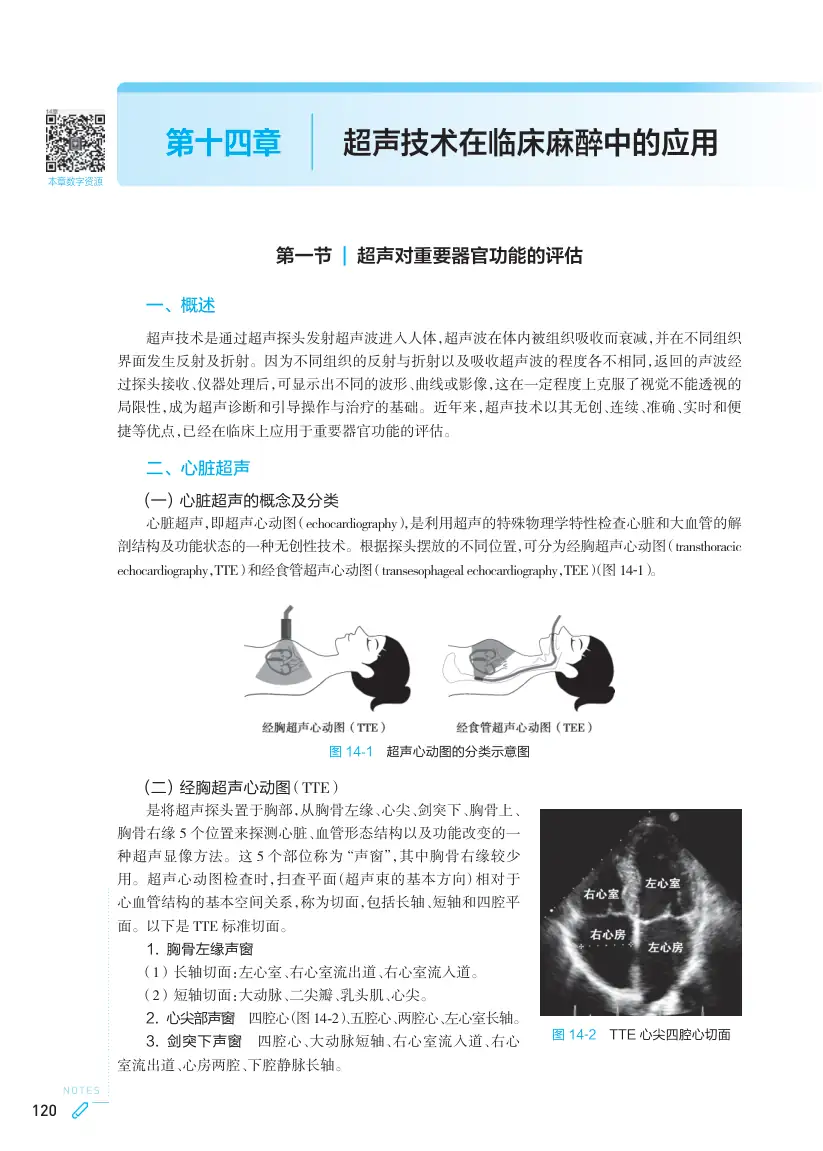 14章
本章数字资源
第十四章
超声技术在临床麻醉中的应用
第一节 | 超声对重要器官功能的评估
一、概述
超声技术是通过超声探头发射超声波进入人体,超声波在体内被组织吸收而衰减,并在不同组织
界面发生反射及折射。因为不同组织的反射与折射以及吸收超声波的程度各不相同,返回的声波经
过探头接收、仪器处理后,可显示出不同的波形、曲线或影像,这在一定程度上克服了视觉不能透视的
局限性,成为超声诊断和引导操作与治疗的基础。近年来,超声技术以其无创、连续、准确、实时和便
捷等优点,已经在临床上应用于重要器官功能的评估。
二、心脏超声
(一)心脏超声的概念及分类
心脏超声,即超声心动图(echocardiography),是利用超声的特殊物理学特性检查心脏和大血管的解
剖结构及功能状态的一种无创性技术。根据探头摆放的不同位置,可分为经胸超声心动图(transthoracic
echocardiography,TTE)和经食管超声心动图(transesophageal echocardiography,TEE)(图 14-1)。
经胸超声心动图(TTE)
经食管超声心动图(TEE)
图 14-1 超声心动图的分类示意图
(二)经胸超声心动图(TTE)
是将超声探头置于胸部,从胸骨左缘、心尖、剑突下、胸骨上、
胸骨右缘 5 个位置来探测心脏、血管形态结构以及功能改变的一
种超声显像方法。这 5 个部位称为“声窗”,其中胸骨右缘较少
用。超声心动图检查时,扫查平面(超声束的基本方向)相对于
心血管结构的基本空间关系,称为切面,包括长轴、短轴和四腔平
面。以下是 TTE 标准切面。
1. 胸骨左缘声窗
(1)长轴切面:左心室、右心室流出道、右心室流入道。
(2)短轴切面:大动脉、二尖瓣、乳头肌、心尖。
2. 心尖部声窗 四腔心(图 14-2)、五腔心、两腔心、左心室长轴。
3. 剑突下声窗 四腔心、大动脉短轴、右心室流入道、右心
室流出道、心房两腔、下腔静脉长轴。
左心室
右心室
右心房
左心房
图 14-2 TTE 心尖四腔心切面
NOTES
120